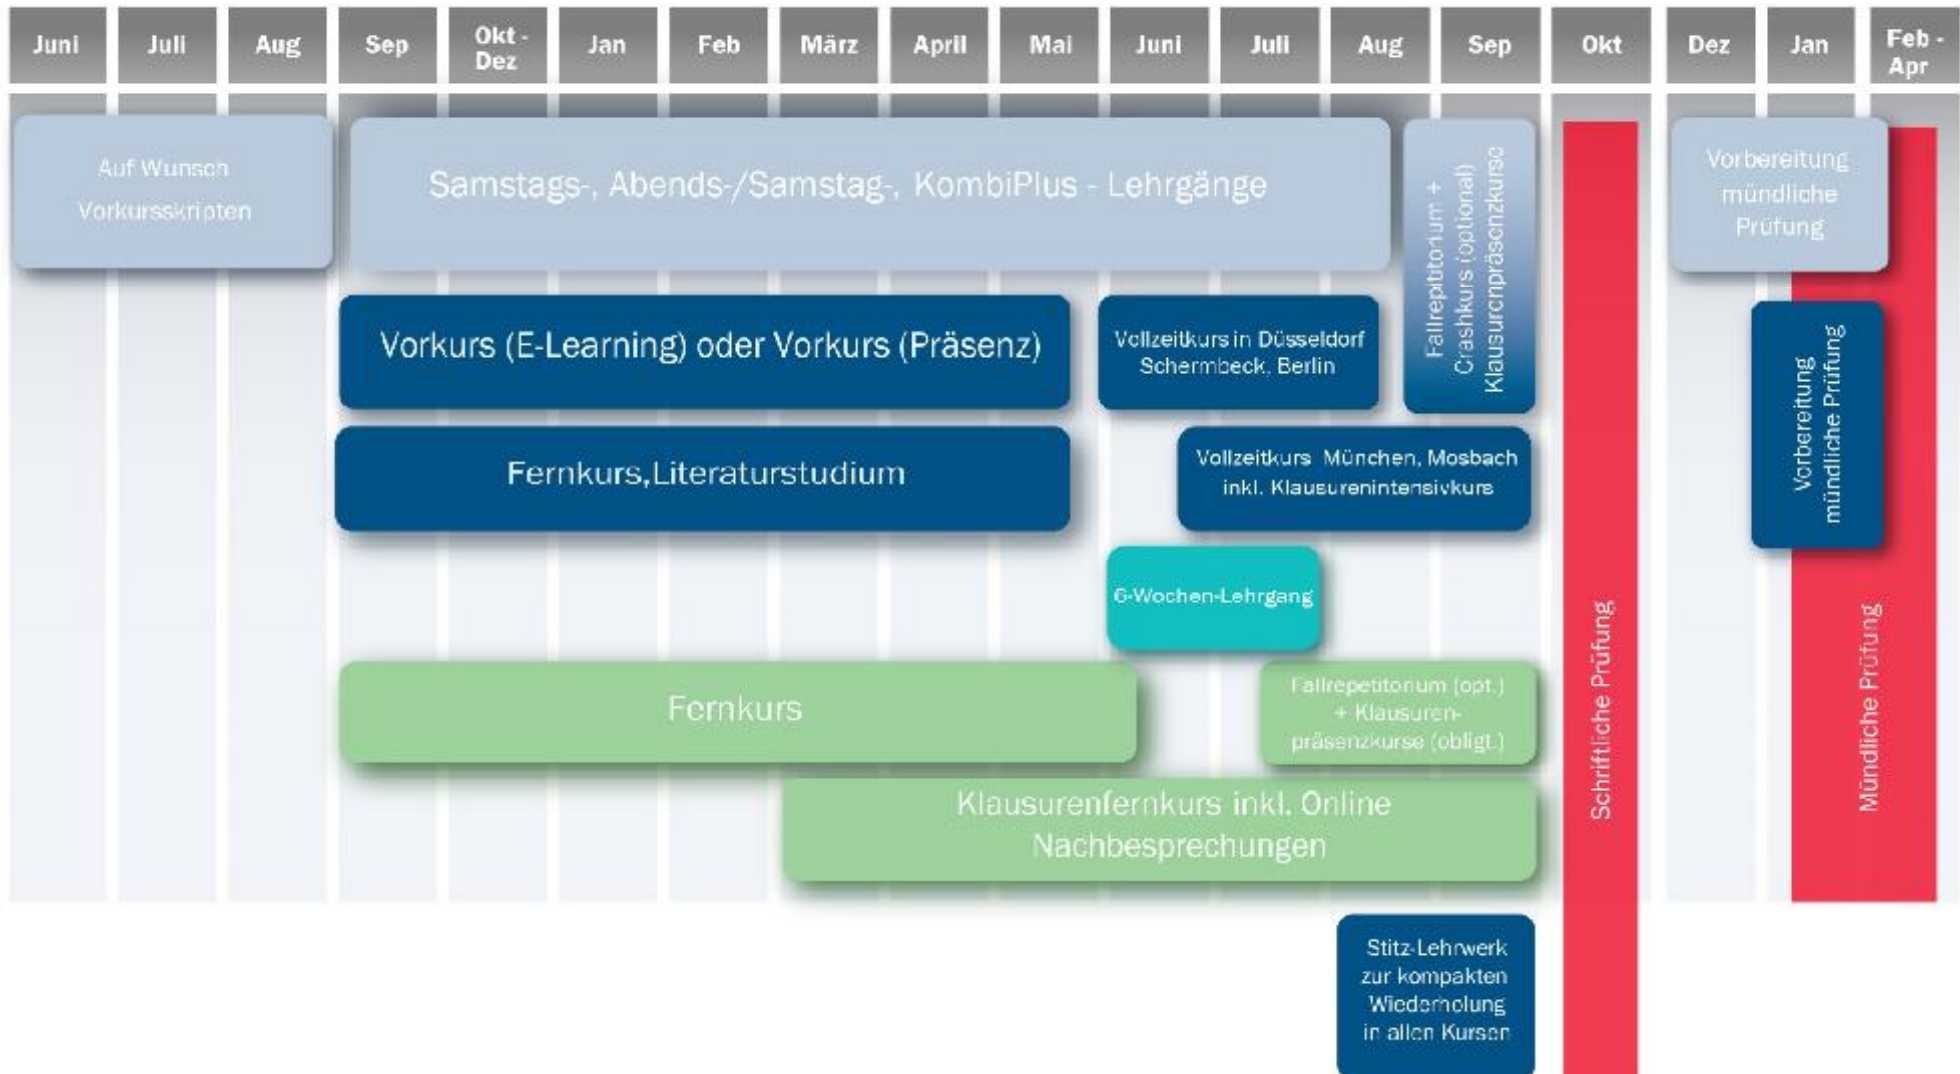 Juni
Juli
Aug
Sep
Okt -
Dez
Jan
Feb
März
April
Mai
Juni
Juli
Aug
Sep
Okt
Dez
Jan
Feb -
Apr
Auf Wunsch
Vorkursskripten
Samstags-, Abends-/Samstag-, KombiPlus - Lehrgänge
Fallrepititorium +
Crashkurs (optional)
Klausurenpräsenzkurse
Vorbereitung
mündliche
Prüfung
Vorkurs (E-Learning) oder Vorkurs (Präsenz)
Vollzeitkurs in Düsseldorf
Schermbeck, Berlin
Vorbereitung
mündliche Prüfung
Fernkurs,Literaturstudium
Vollzeitkurs München, Mosbach
inkl. Klausurenintensivkurs
6-Wochen-Lehrgang
Schriftliche Prüfung
Mündliche Prüfung
Fernkurs
Fallrepetitorium (opt.)
+ Klausuren-
präsenzkurse (obligt.)
Klausurenfernkurs inkl. Online
Nachbesprechungen
Stitz-Lehrwerk
zur kompakten
Wiederholung
in allen Kursen